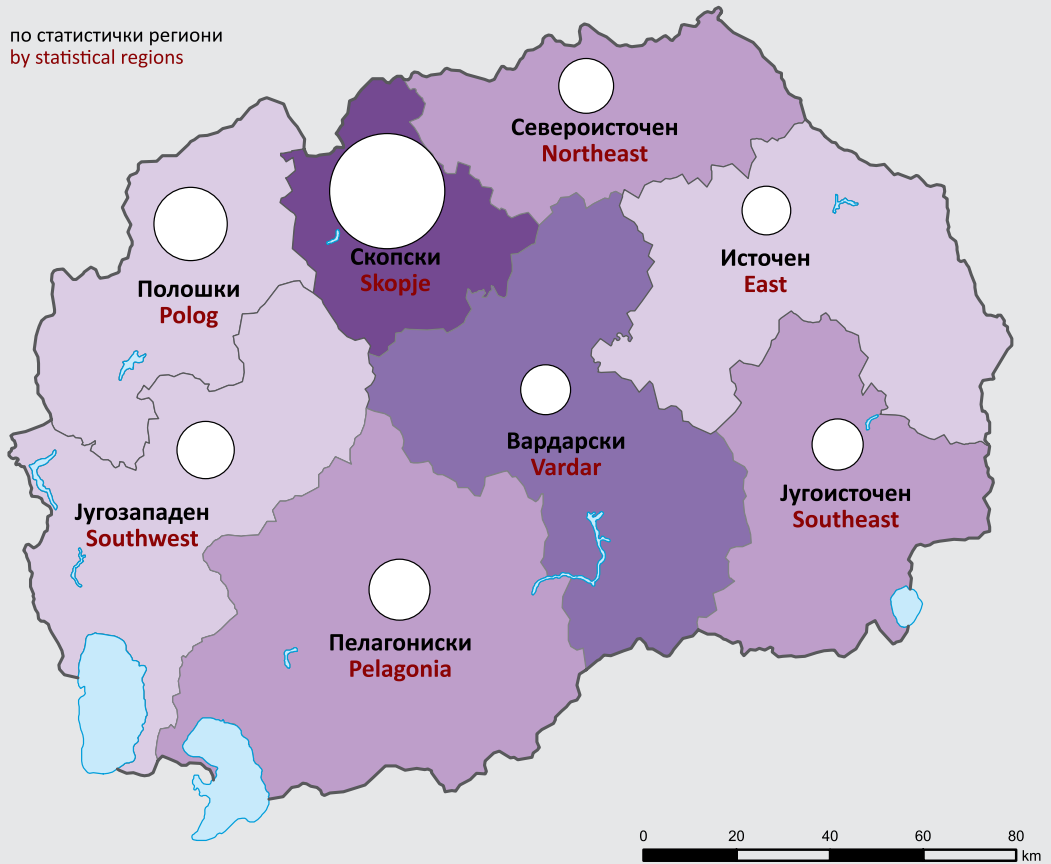 по статистички региони
by statistical regions
Североисточен
Northeast
Скопски
Skopje
Источен
East
Полошки
Polog
Вардарски
Vardar
Југоисточен
Southeast
Југозападен
Southwest
Пелагониски
Pelagonia
0 20 40 60 80
km